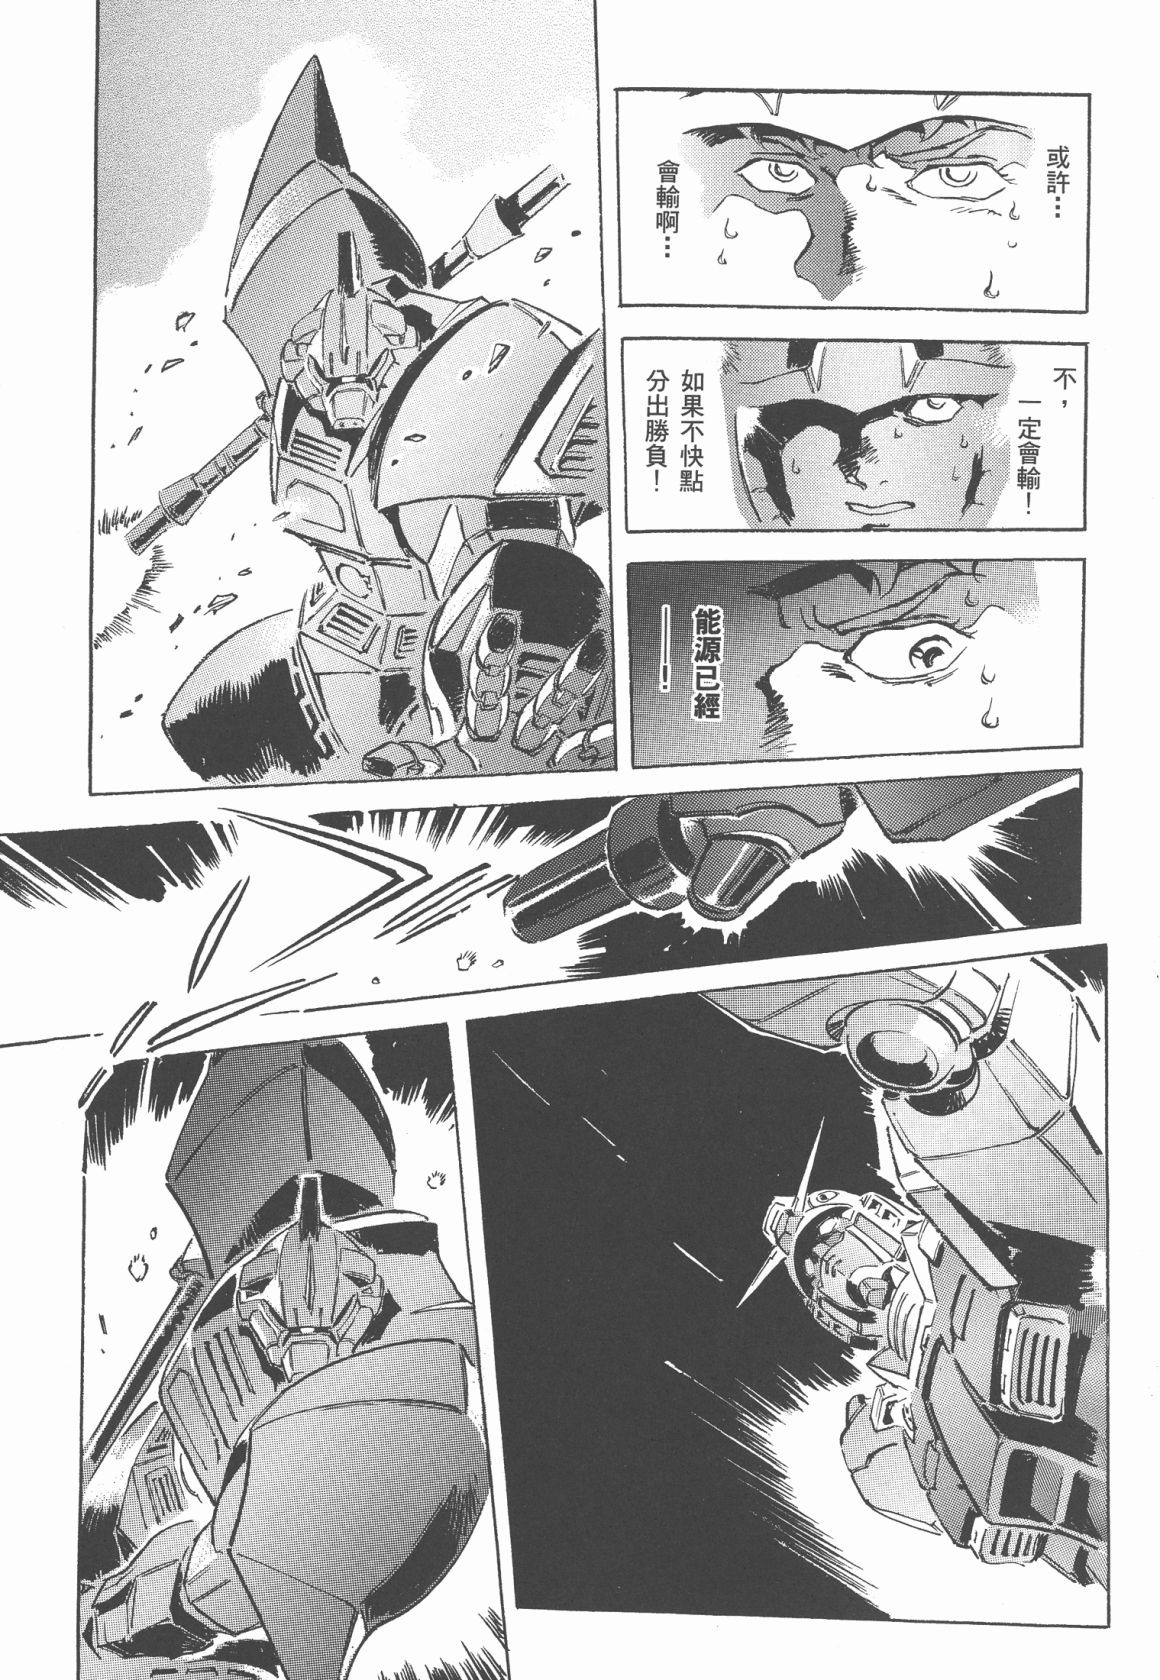 或許…
會輸啊…
不，
一定會輸！
如果不快點
分出勝負！
能源已經
——！